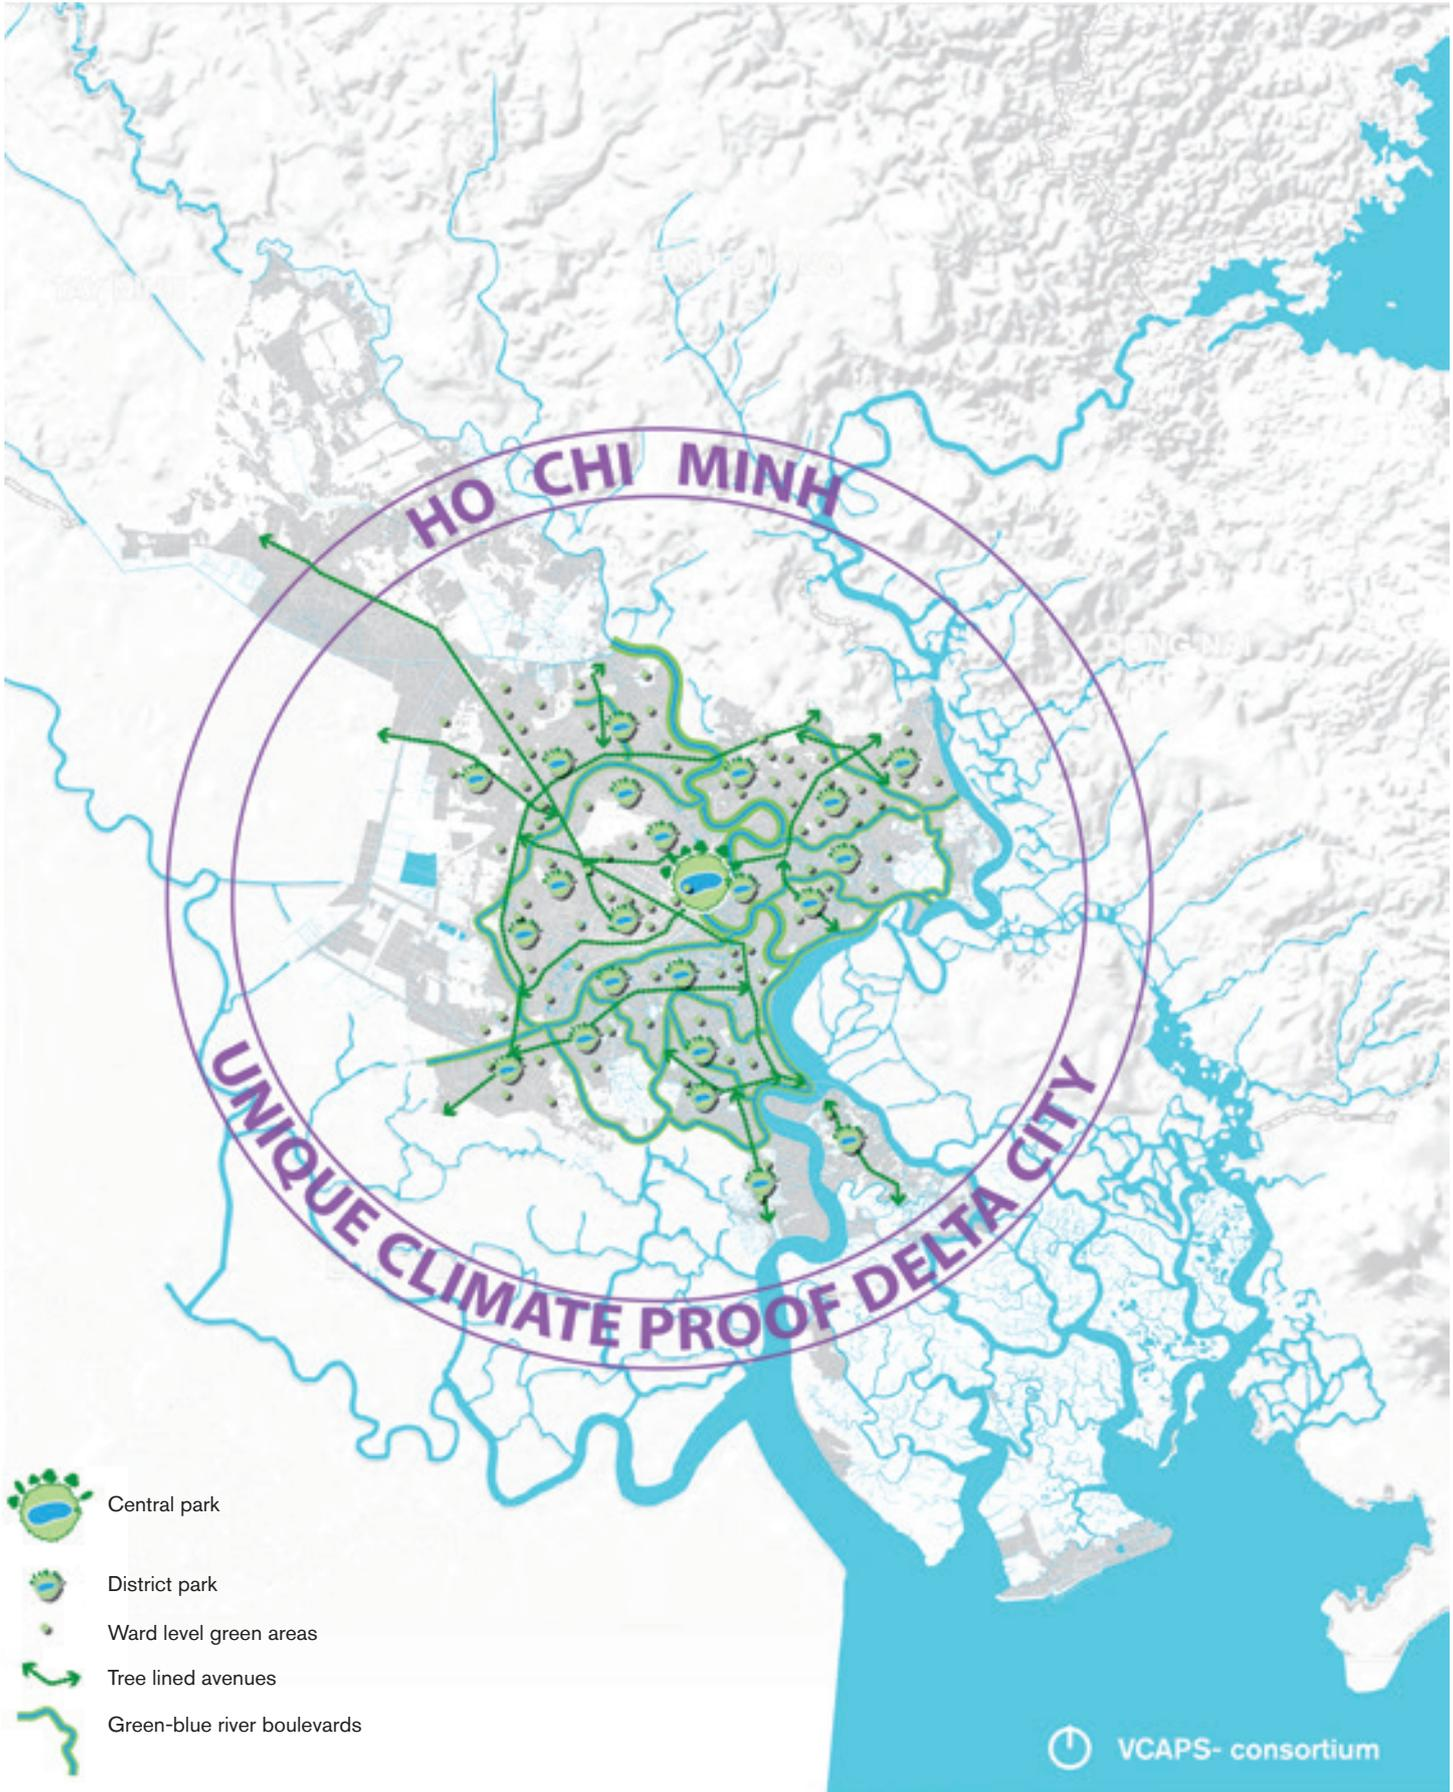 HO CHI MINH
UNIQUE CLIMATE PROOF DELTA CITY
Central park
District park
Ward level green areas
Tree lined avenues
Green-blue river boulevards
VCAPS- consortium